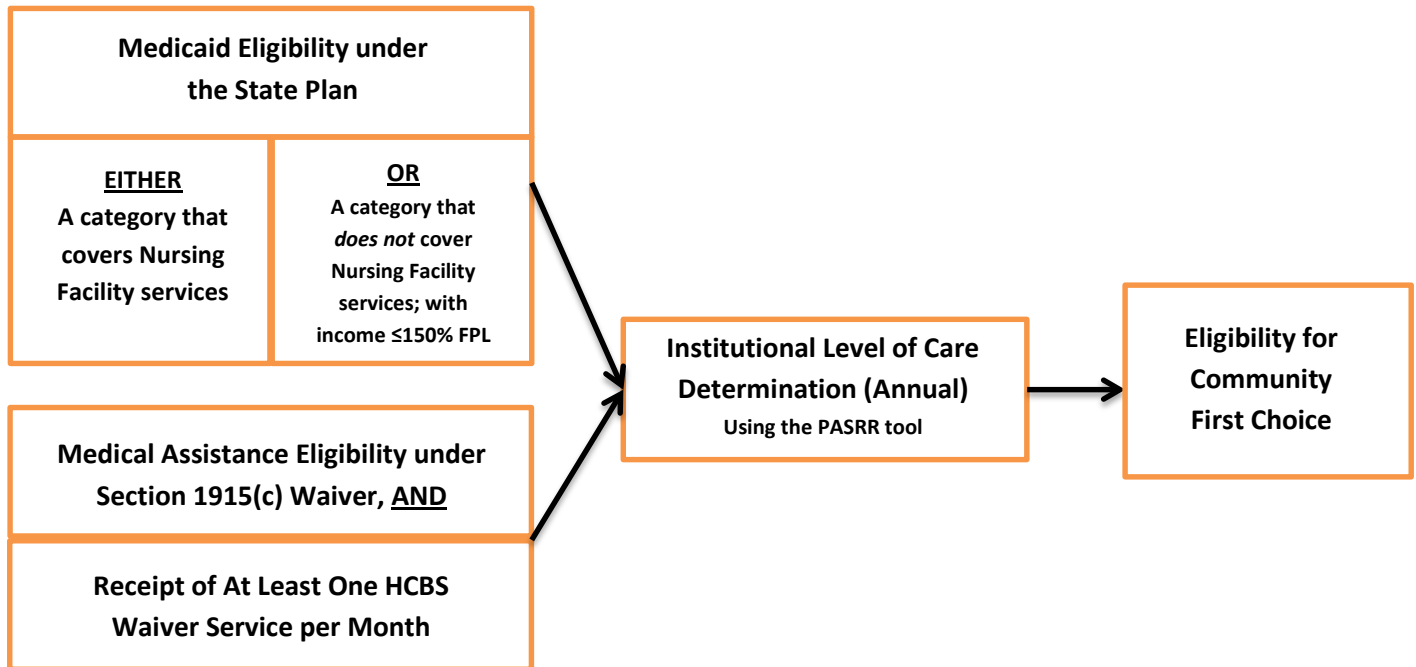 Medicaid Eligibility under
the State Plan
EITHER
A category that
covers Nursing
Facility services
OR
A category that
does not cover
Nursing Facility
services; with
income ≤150% FPL
Medical Assistance Eligibility under
Section 1915(c) Waiver, AND
Receipt of At Least One HCBS
Waiver Service per Month
Institutional Level of Care
Determination (Annual)
Using the PASRR tool
Eligibility for
Community
First Choice